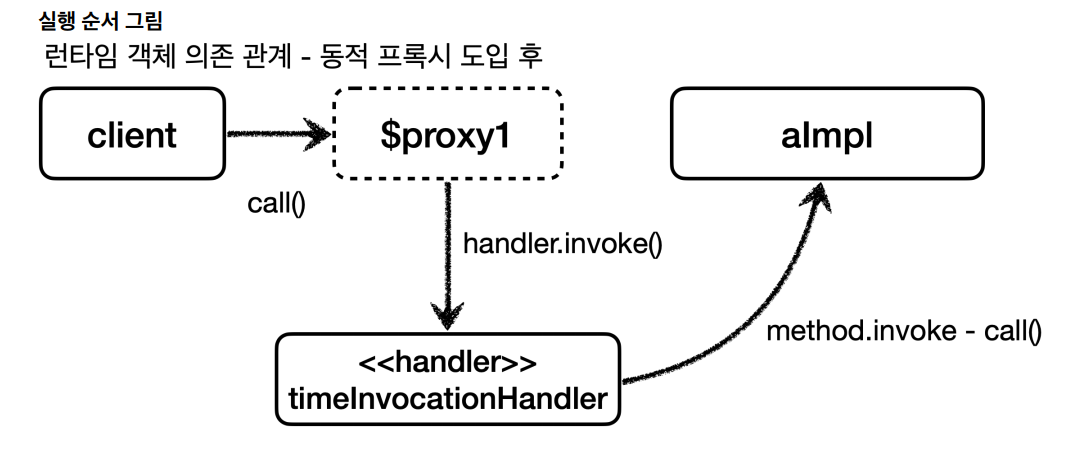 실행 순서 그림
런타임 객체 의존 관계 - 동적 프록시 도입 후
client
$proxy1
aImpl
call()
handler.invoke()
method.invoke - call()
<<handler>>
timeInvocationHandler